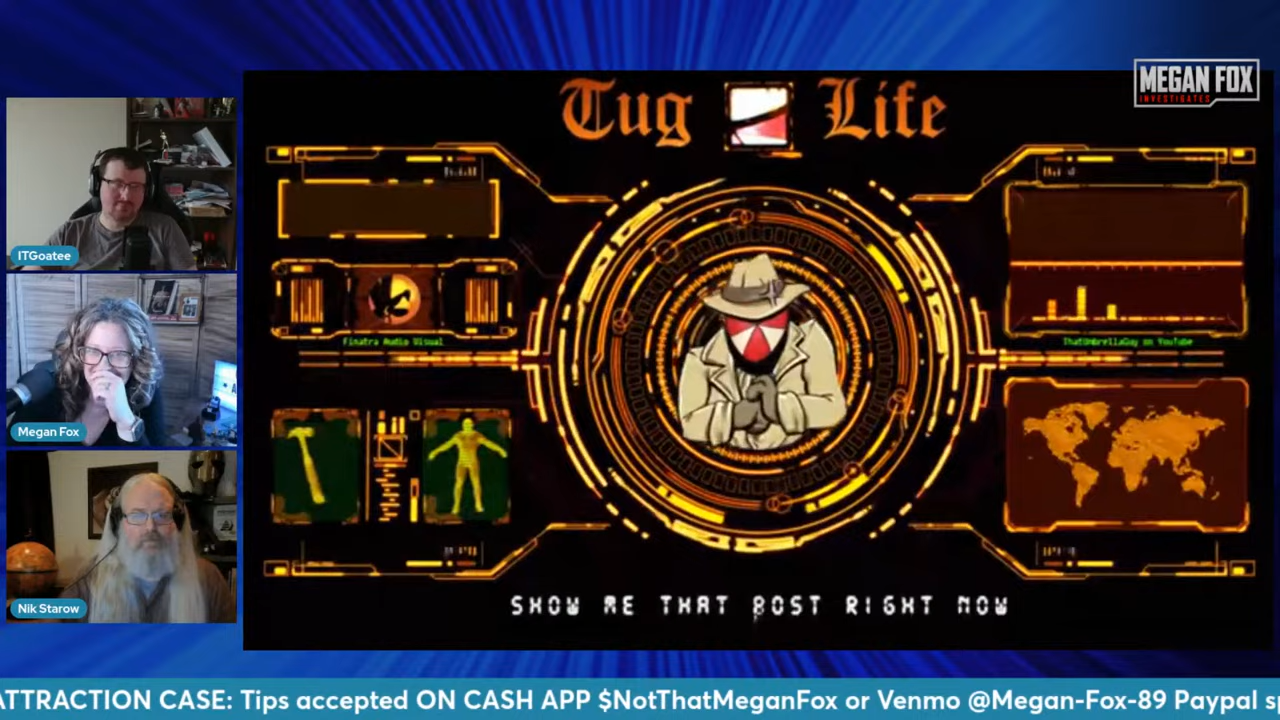 MEGAN FOX
INVESTIGATES
Tug Life
ITGoatee
Finatra Audio Visual
ThatUmbrellaGuy on YouTube
Megan Fox
Nik Starow
SHOW ME THAT POST RIGHT NOW
ATTRACTION CASE: Tips accepted ON CASH APP $NotThatMeganFox or Venmo @Megan-Fox-89 Paypal